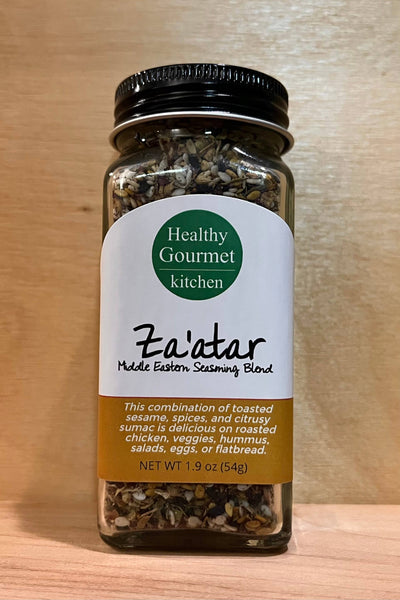 Healthy
Gourmet
kitchen
Za'atar
Middle Eastern Seasoning Blend
This combination of toasted
sesame, spices, and citrusy
sumac is delicious on roasted
chicken, veggies, hummus,
salads, eggs, or flatbread.
NET WT 1.9 oz (54g)